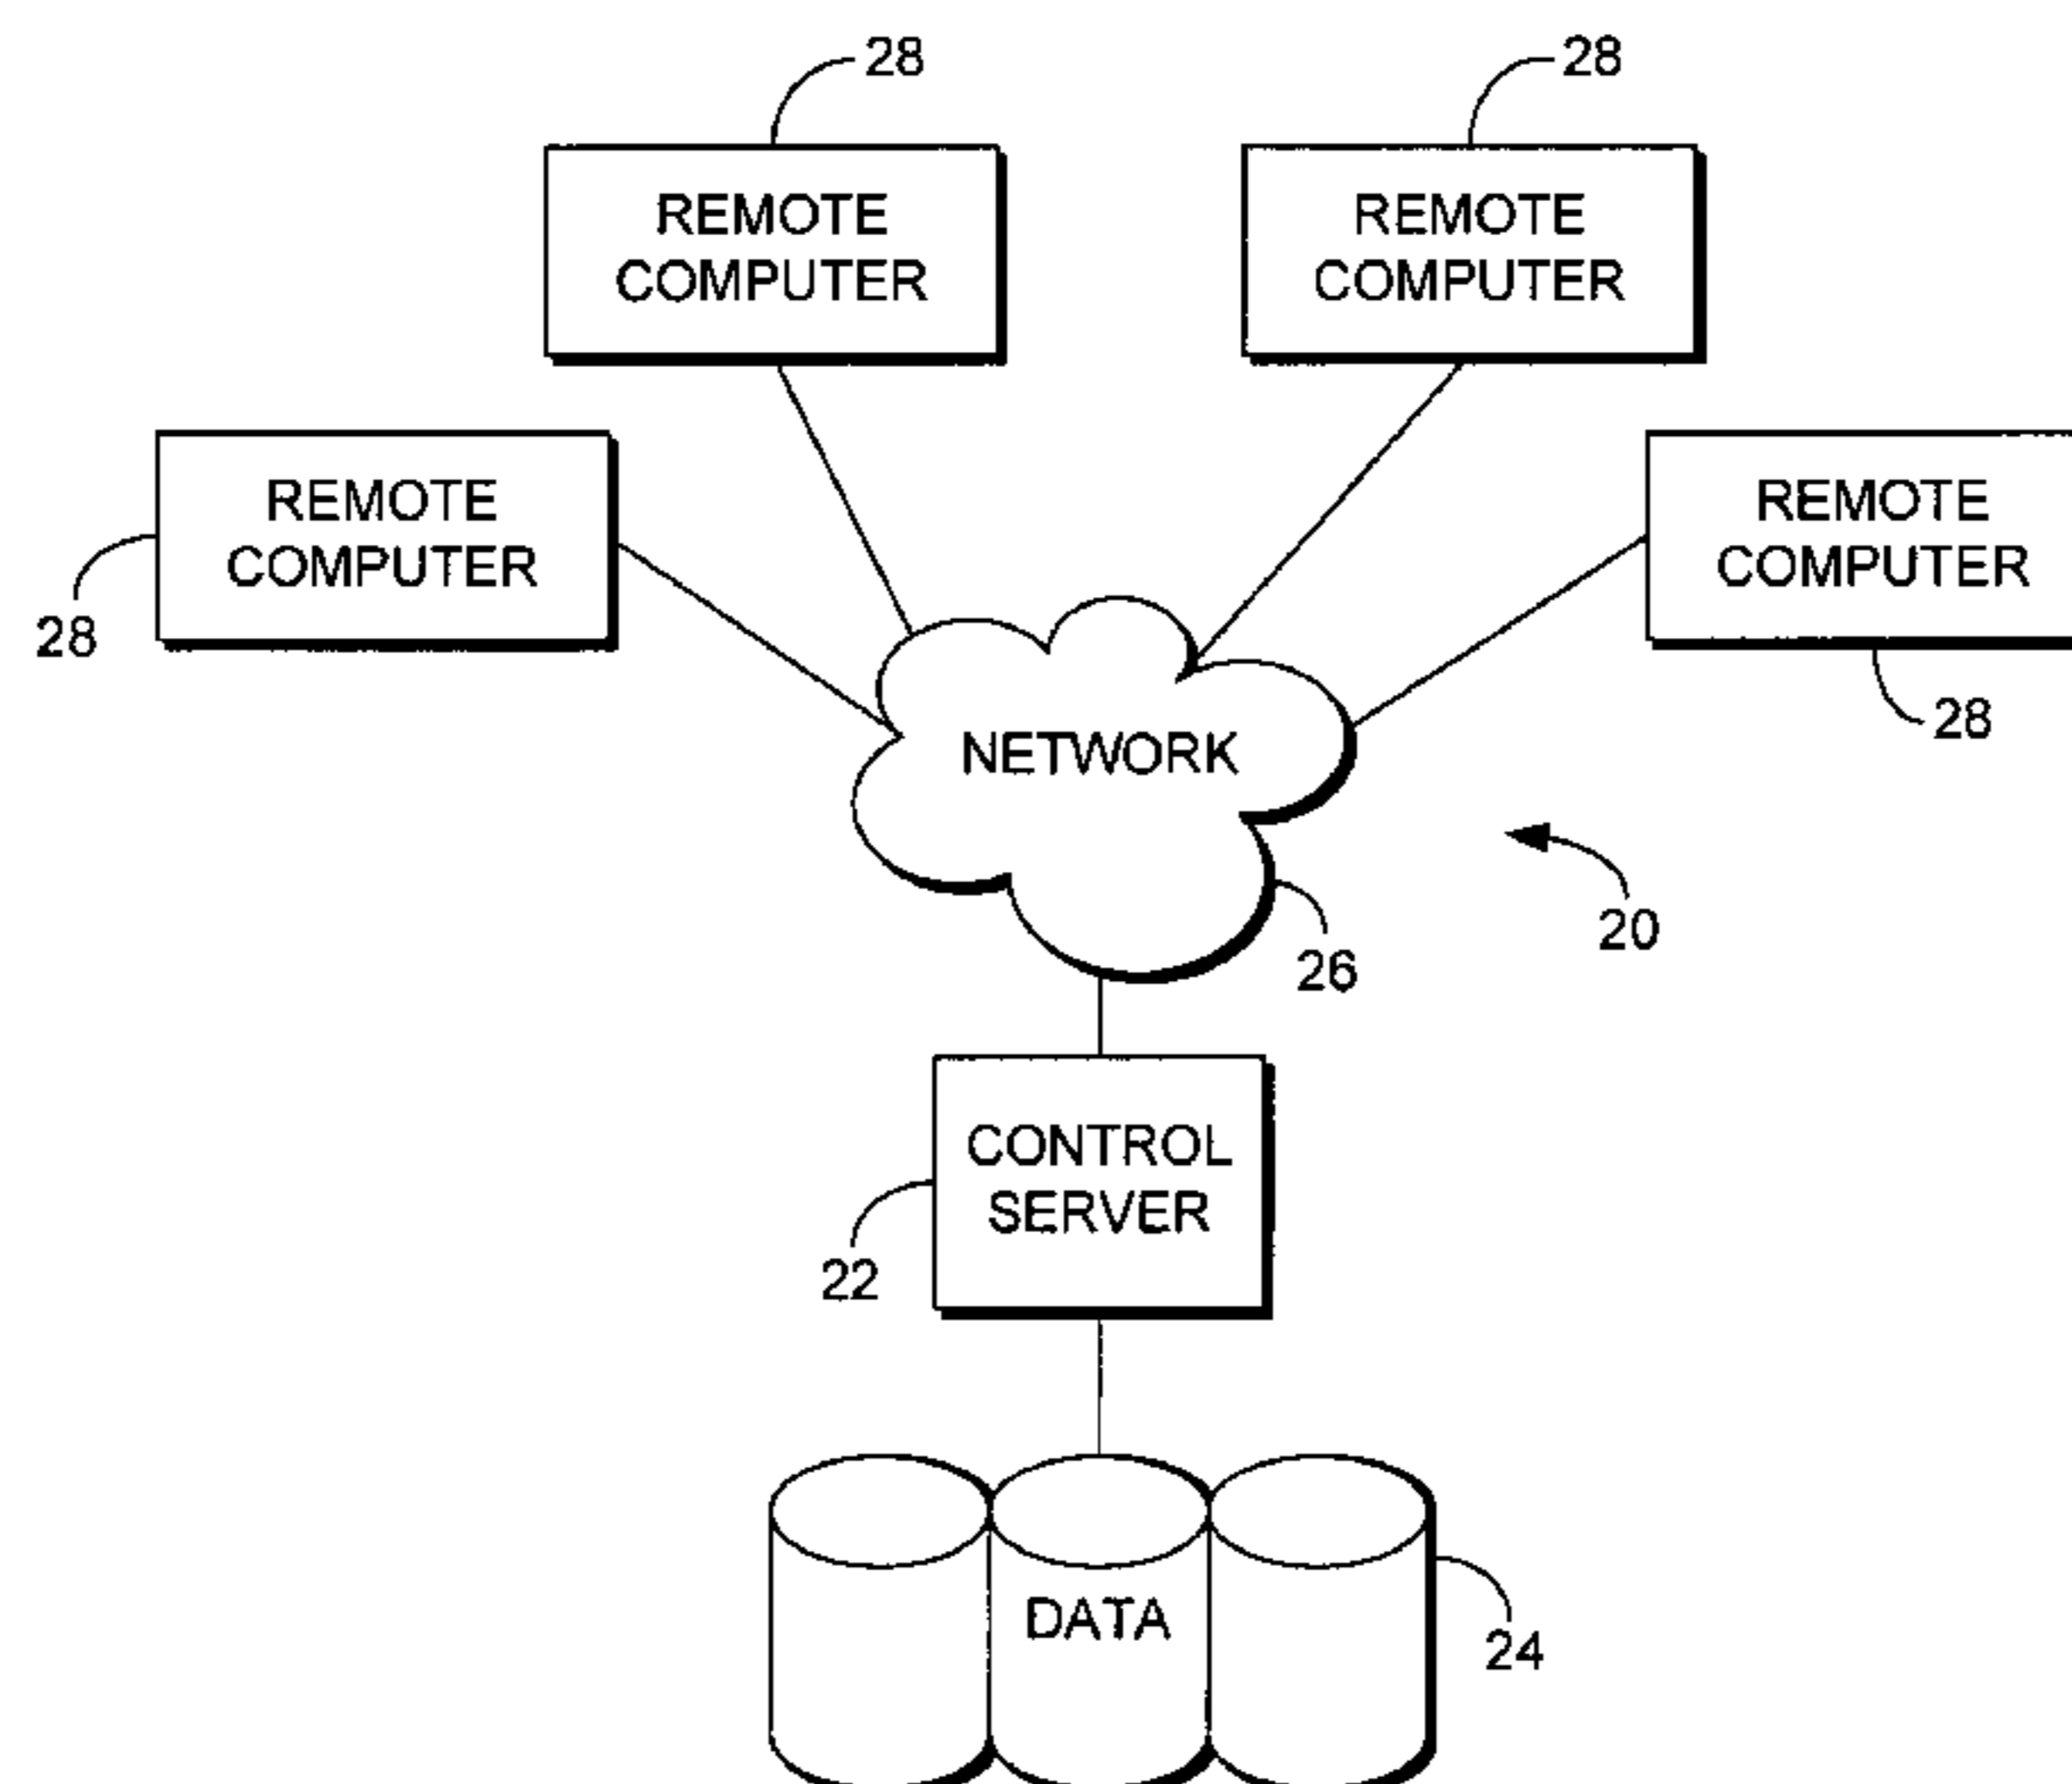 28
28
REMOTE
COMPUTER
REMOTE
COMPUTER
REMOTE
COMPUTER
28
REMOTE
COMPUTER
28
NETWORK
20
26
CONTROL
SERVER
22
DATA
24